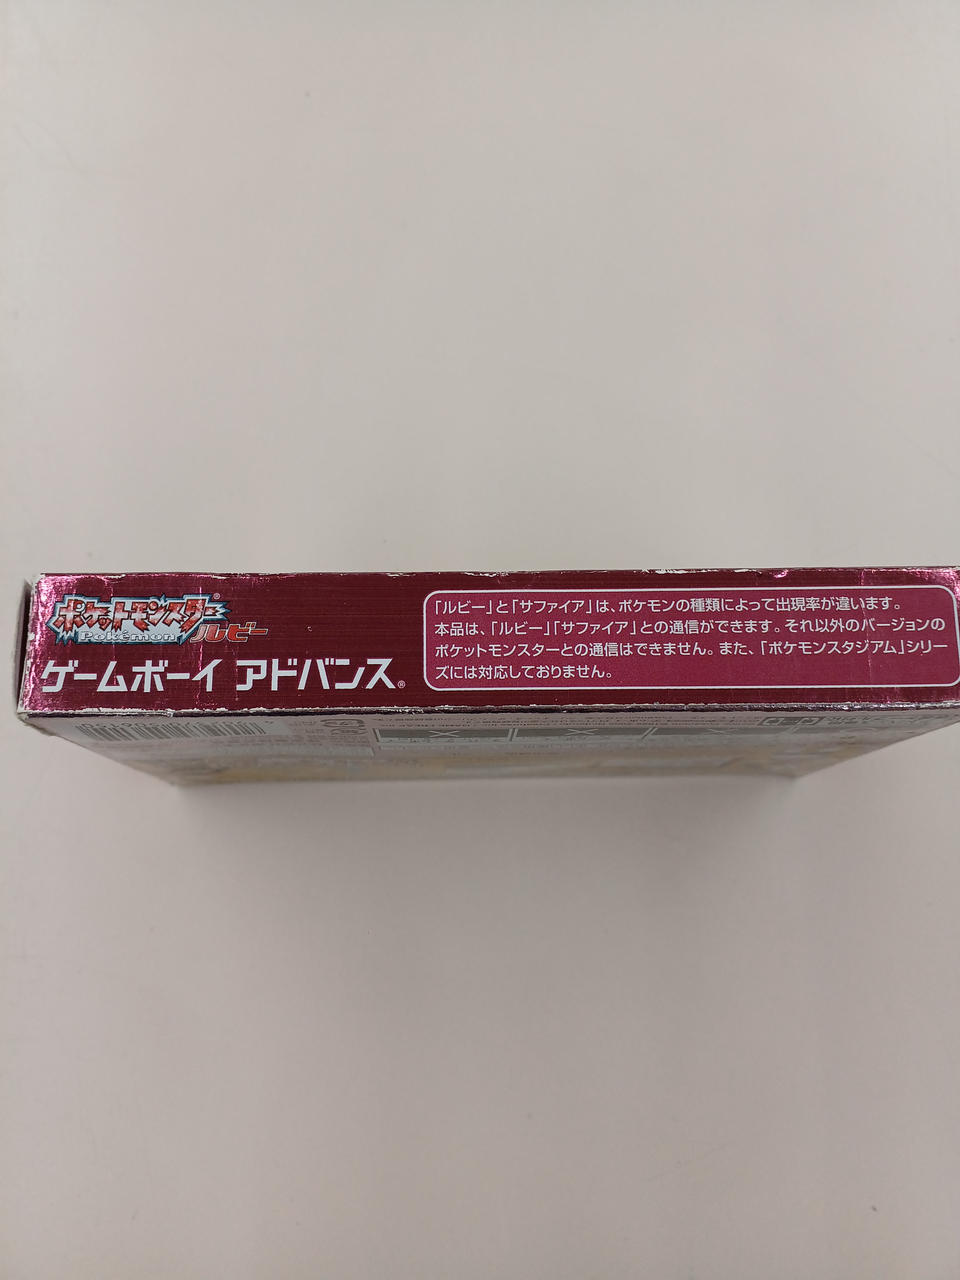 ポケットモンスター®
Pokémon ルビー
ゲームボーイ アドバンス®
「ルビー」と「サファイア」は、ポケモンの種類によって出現率が違います。
本品は、「ルビー」「サファイア」との通信ができます。それ以外のバージョンの
ポケットモンスターとの通信はできません。また、「ポケモンスタジアム」シリー
ズには対応しておりません。